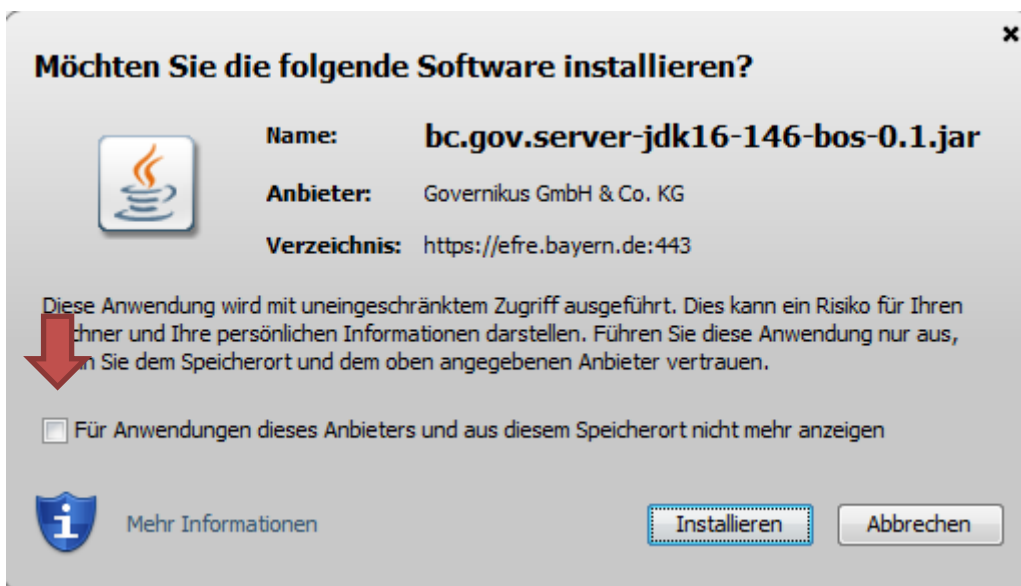 Möchten Sie die folgende Software installieren?
Name: bc.gov.server-jdk16-146-bos-0.1.jar
Anbieter: Governikus GmbH & Co. KG
Verzeichnis: https://efre.bayern.de:443
Diese Anwendung wird mit uneingeschränktem Zugriff ausgeführt. Dies kann ein Risiko für Ihren
und Ihre persönlichen Informationen darstellen. Führen Sie diese Anwendung nur aus,
Sie dem Speicherort und dem oben angegebenen Anbieter vertrauen.
Für Anwendungen dieses Anbieters und aus diesem Speicherort nicht mehr anzeigen
Mehr Informationen
Installieren
Abbrechen